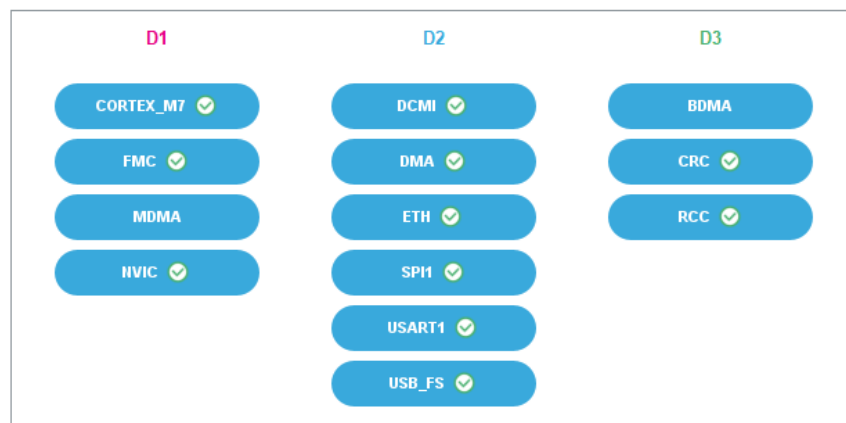 D1
D2
D3
CORTEX_M7
DCMI
BDMA
FMC
DMA
CRC
MDMA
ETH
RCC
NVIC
SPI1
USART1
USB_FS